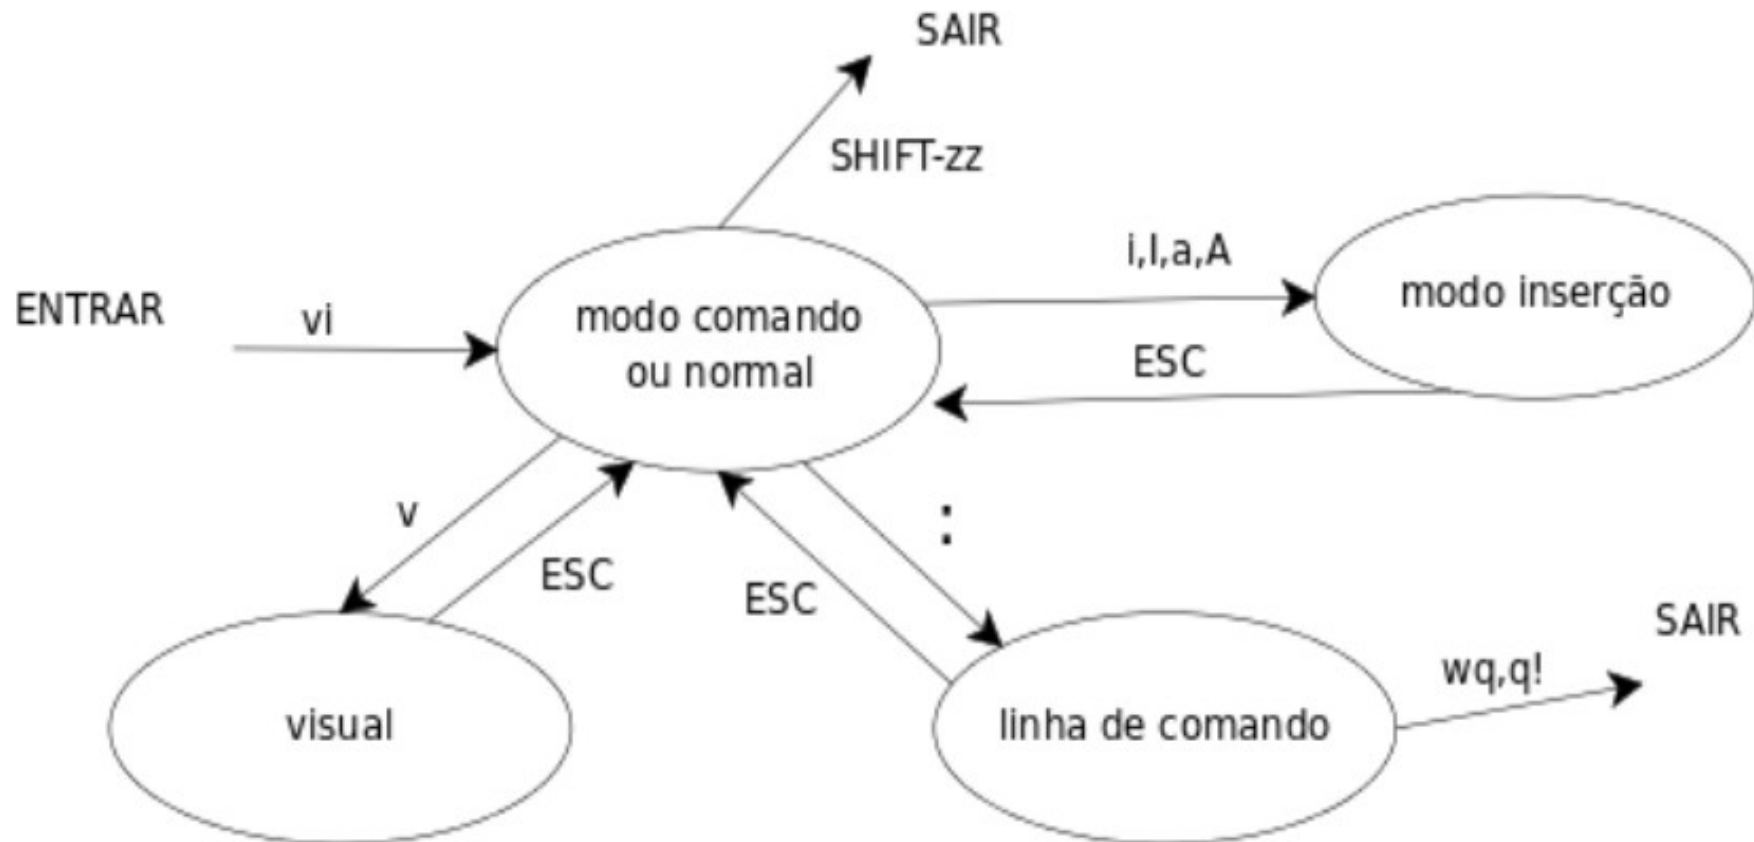 SAIR
SHIFT-zz
i,I,a,A
modo inserção
ENTRAR
vi
modo comando
ou normal
ESC
v
ESC
ESC
:
SAIR
wq,q!
visual
linha de comando